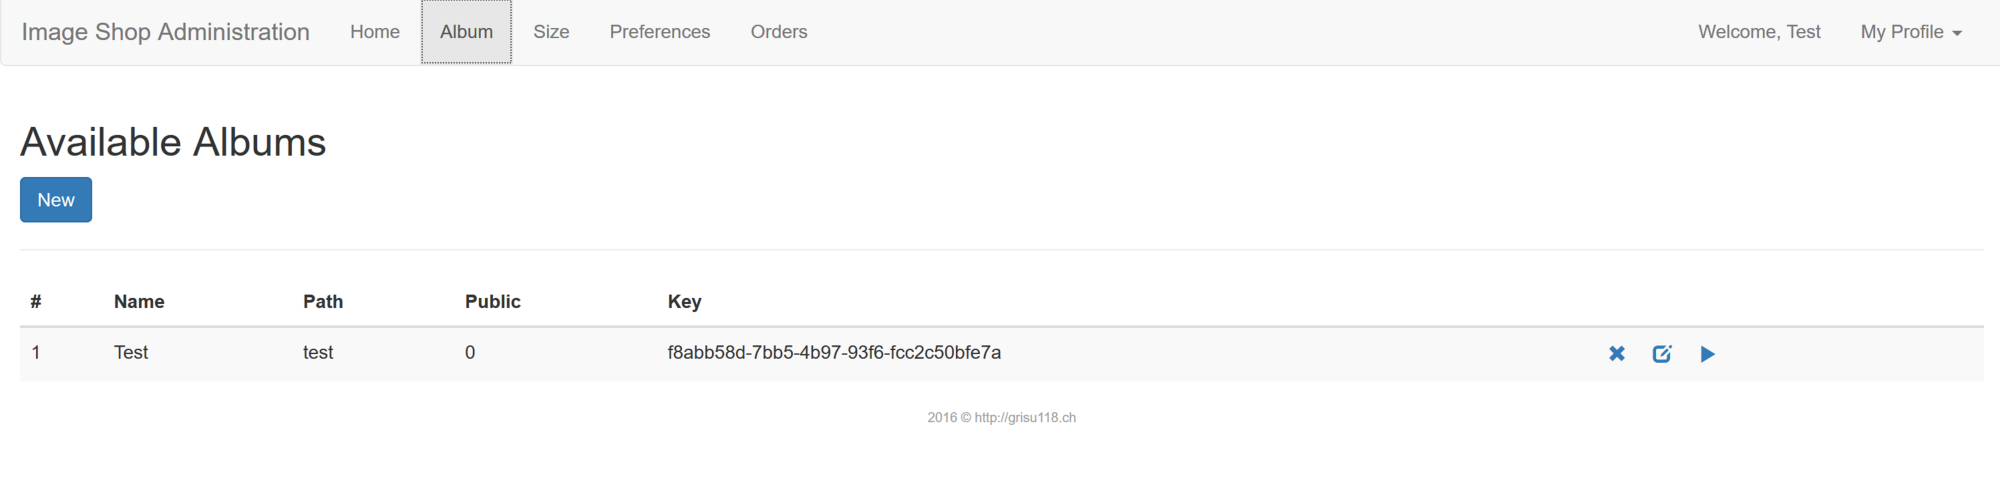 Image Shop Administration Home Album Size Preferences Orders Welcome, Test My Profile
Available Albums
New
# Name Path Public Key
1 Test test 0 f8abb58d-7bb5-4b97-93f6-fcc2c50bfe7a
2016 © http://grisu118.ch